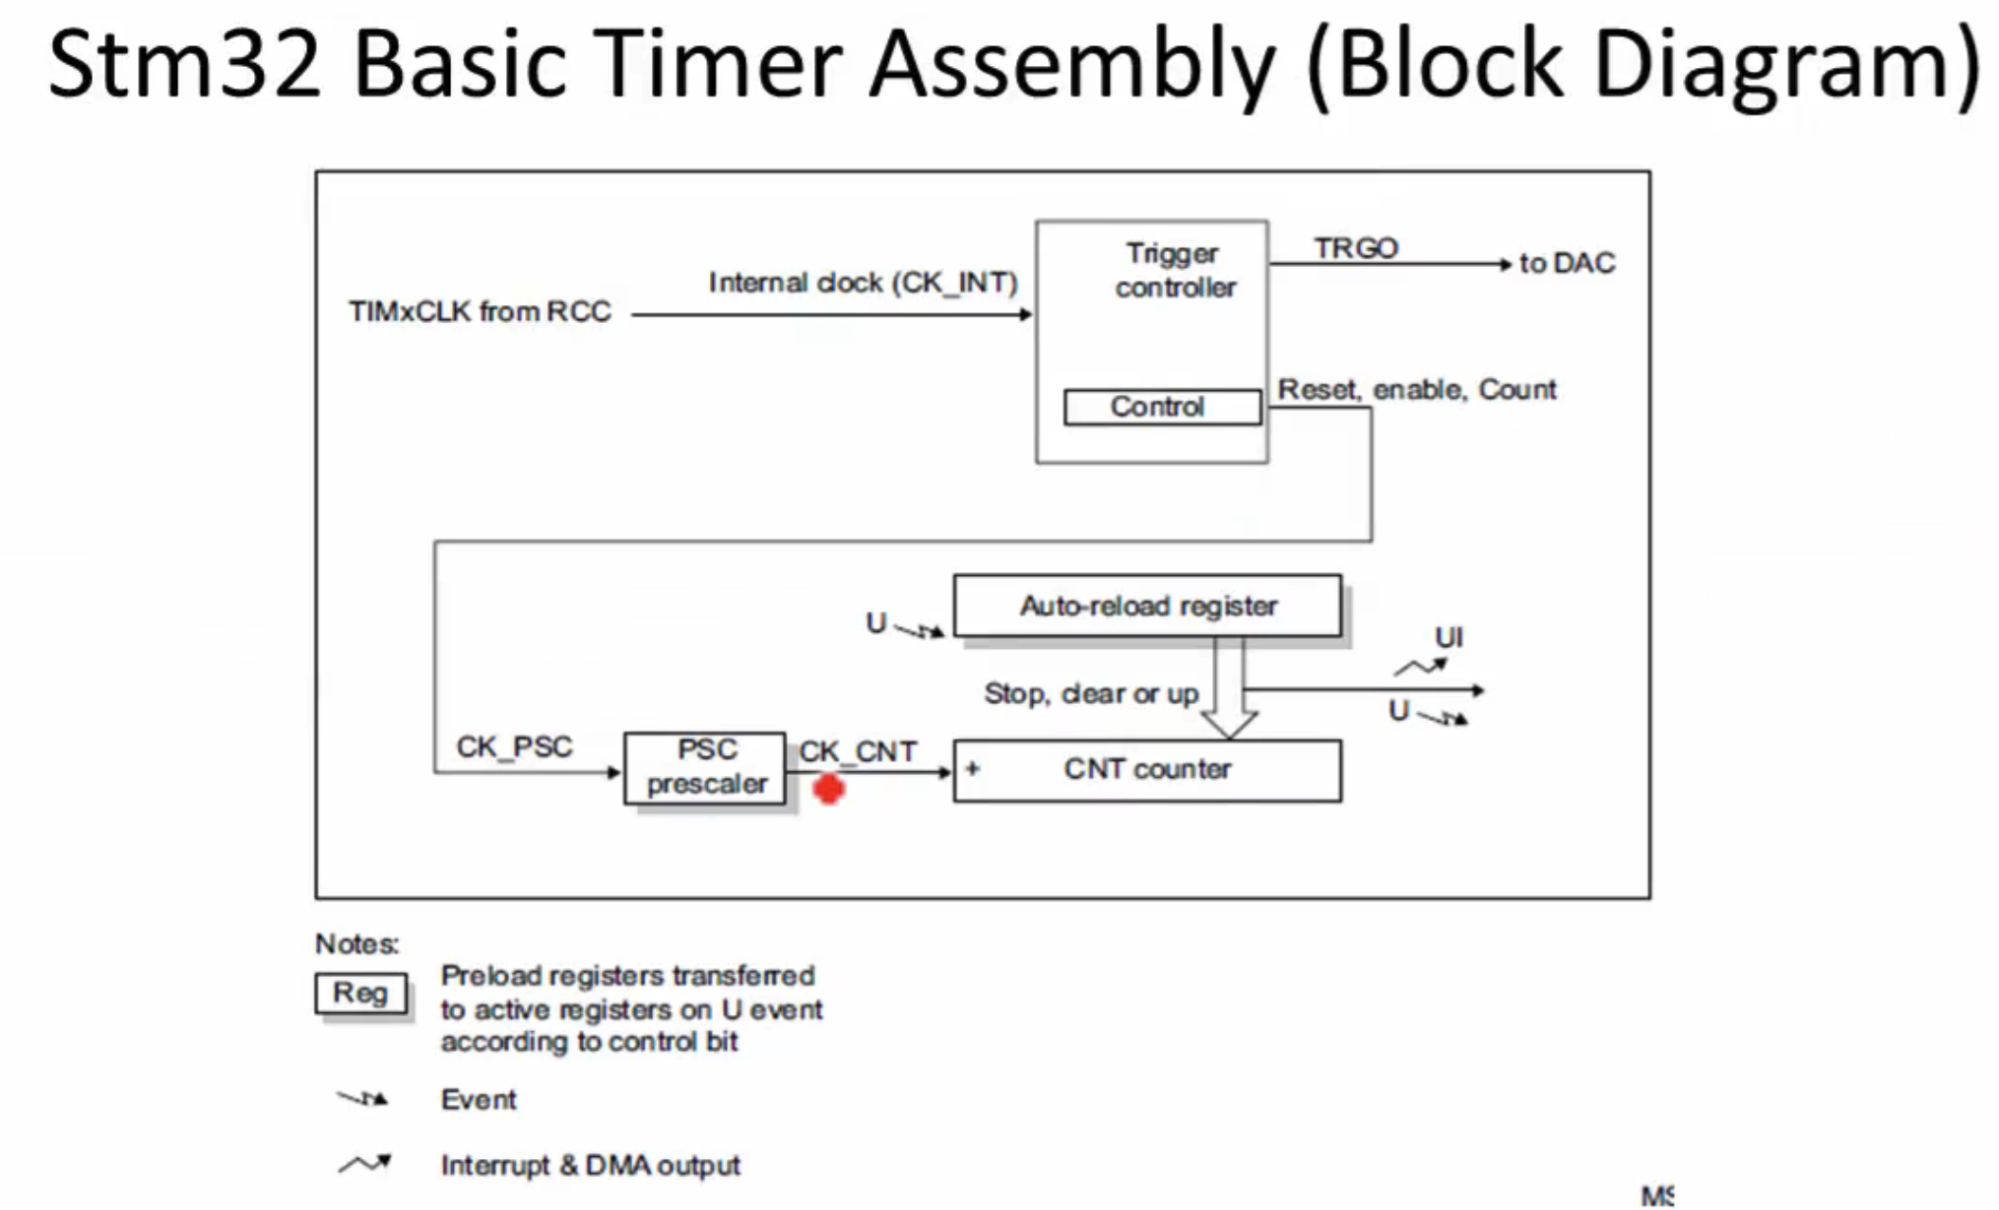 Stm32 Basic Timer Assembly (Block Diagram)
Trigger
controller
TRGO
to DAC
Internal clock (CK_INT)
TIMxCLK from RCC
Control
Reset, enable, Count
Auto-reload register
U
UI
Stop, clear or up
U
CK_PSC
PSC
prescaler
CK_CNT
+
CNT counter
Notes:
Reg
Preload registers transferred
to active registers on U event
according to control bit
Event
Interrupt & DMA output